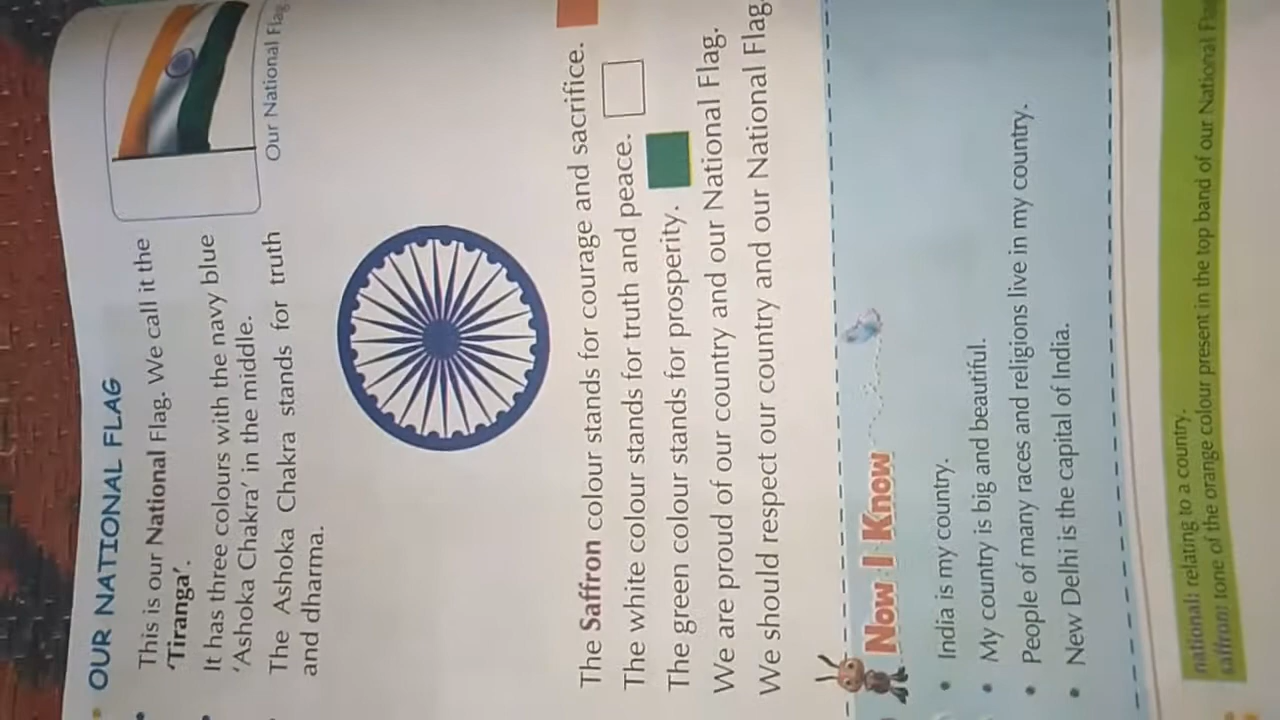 OUR NATIONAL FLAG
This is our National Flag. We call it the
'Tiranga'.
It has three colours with the navy blue
'Ashoka Chakra' in the middle.
The Ashoka Chakra stands for truth
and dharma.
Our National Flag
The Saffron colour stands for courage and sacrifice.
The white colour stands for truth and peace.
The green colour stands for prosperity.
We are proud of our country and our National Flag.
We should respect our country and our National Flag.
Now I Know
• India is my country.
• My country is big and beautiful.
• People of many races and religions live in my country.
• New Delhi is the capital of India.
national: relating to a country.
saffron: tone of the orange colour present in the top band of our National